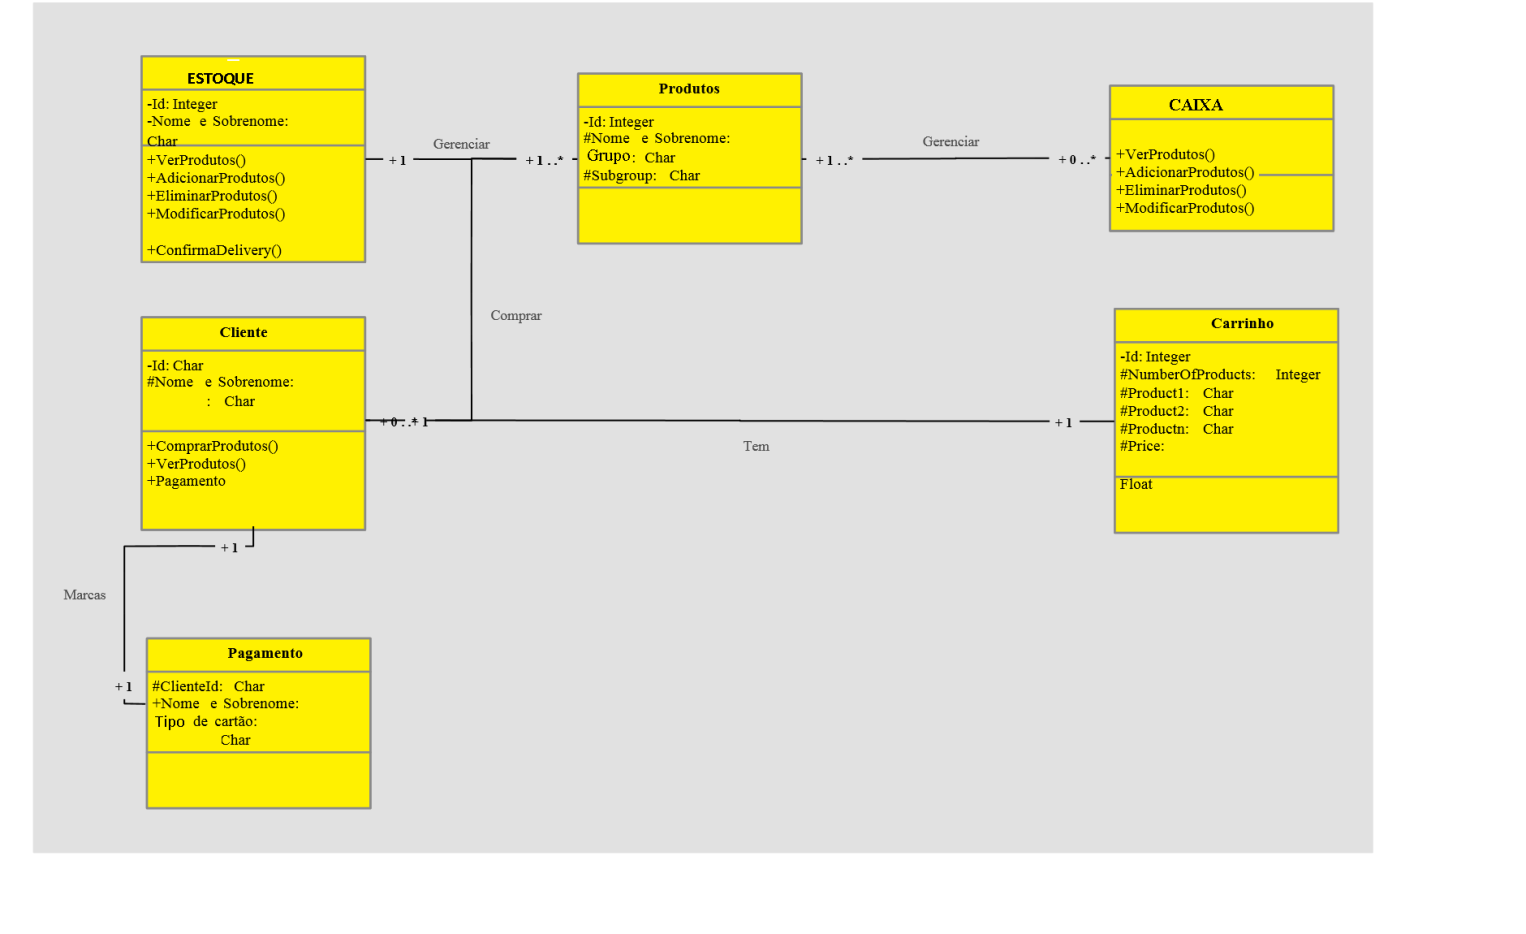 ESTOQUE
-Id: Integer
-Nome e Sobrenome:
Char
+VerProdutos()
+AdicionarProdutos()
+EliminarProdutos()
+ModificarProdutos()
+ConfirmaDelivery()
+1
Gerenciar
+1..*
Produtos
-Id: Integer
#Nome e Sobrenome:
Grupo: Char
#Subgroup: Char
+1..*
Gerenciar
+0..*
CAIXA
+VerProdutos()
+AdicionarProdutos()
+EliminarProdutos()
+ModificarProdutos()
Comprar
Cliente
-Id: Char
#Nome e Sobrenome:
: Char
+ComprarProdutos()
+VerProdutos()
+Pagamento
+0..*1
Tem
+1
Carrinho
-Id: Integer
#NumberOfProducts: Integer
#Product1: Char
#Product2: Char
#Productn: Char
#Price:
Float
+1
Marcas
+1
Pagamento
#ClienteId: Char
+Nome e Sobrenome:
Tipo de cartão:
Char